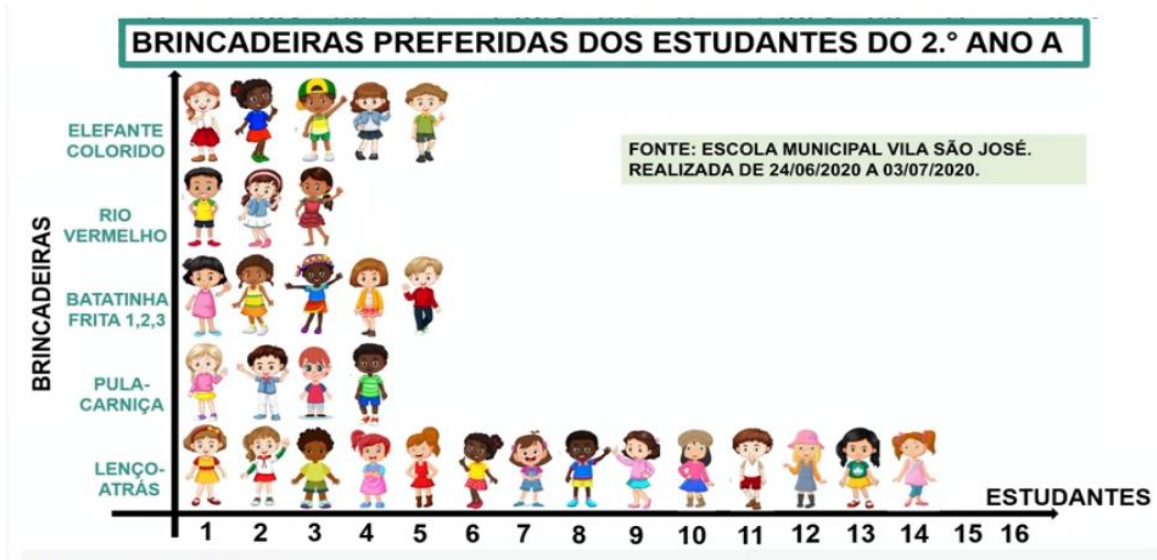 BRINCADEIRAS PREFERIDAS DOS ESTUDANTES DO 2.° ANO A
ELEFANTE
COLORIDO
FONTE: ESCOLA MUNICIPAL VILA SÃO JOSÉ.
REALIZADA DE 24/06/2020 A 03/07/2020.
RIO
VERMELHO
BRINCADEIRAS
BATATINHA
FRITA 1,2,3
PULA-
CARNIÇA
LENÇO-
ATRÁS
ESTUDANTES
1 2 3 4 5 6 7 8 9 10 11 12 13 14 15 16